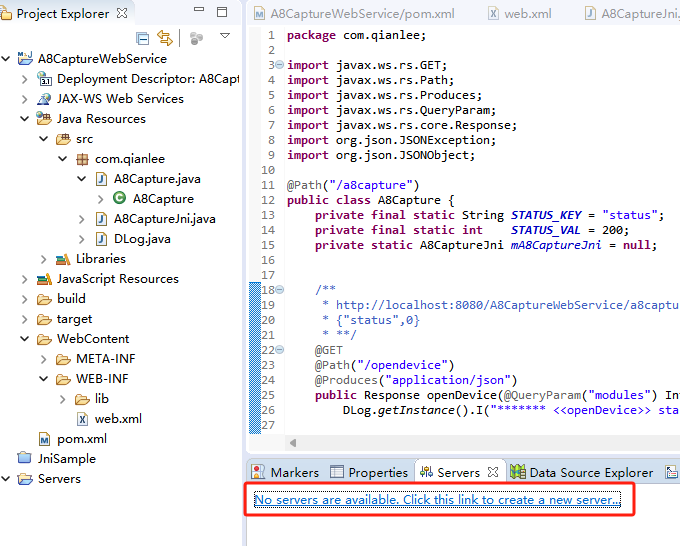 Project Explorer
A8CaptureWebService
Deployment Descriptor: A8Capt
JAX-WS Web Services
Java Resources
src
com.qianlee
A8Capture.java
A8Capture
A8CaptureJni.java
DLog.java
Libraries
JavaScript Resources
build
target
WebContent
META-INF
WEB-INF
lib
web.xml
pom.xml
JniSample
Servers
A8CaptureWebService/pom.xml
web.xml
A8CaptureJni.
1 package com.qianlee;
2
3 import javax.ws.rs.GET;
4 import javax.ws.rs.Path;
5 import javax.ws.rs.Produces;
6 import javax.ws.rs.QueryParam;
7 import javax.ws.rs.core.Response;
8 import org.json.JSONException;
9 import org.json.JSONObject;
10
11 @Path("/a8capture")
12 public class A8Capture {
13 private final static String STATUS_KEY = "status";
14 private final static int STATUS_VAL = 200;
15 private static A8CaptureJni mA8CaptureJni = null;
16
17
18 /**
19 * http://localhost:8080/A8CaptureWebService/a8captu
20 * {"status",0}
21 * **/
22 @GET
23 @Path("/opendevice")
24 @Produces("application/json")
25 public Response openDevice(@QueryParam("modules") Int
26 DLog.getInstance().I("******* <<openDevice>> sta
27
Markers
Properties
Servers
Data Source Explorer
No servers are available. Click this link to create a new server...